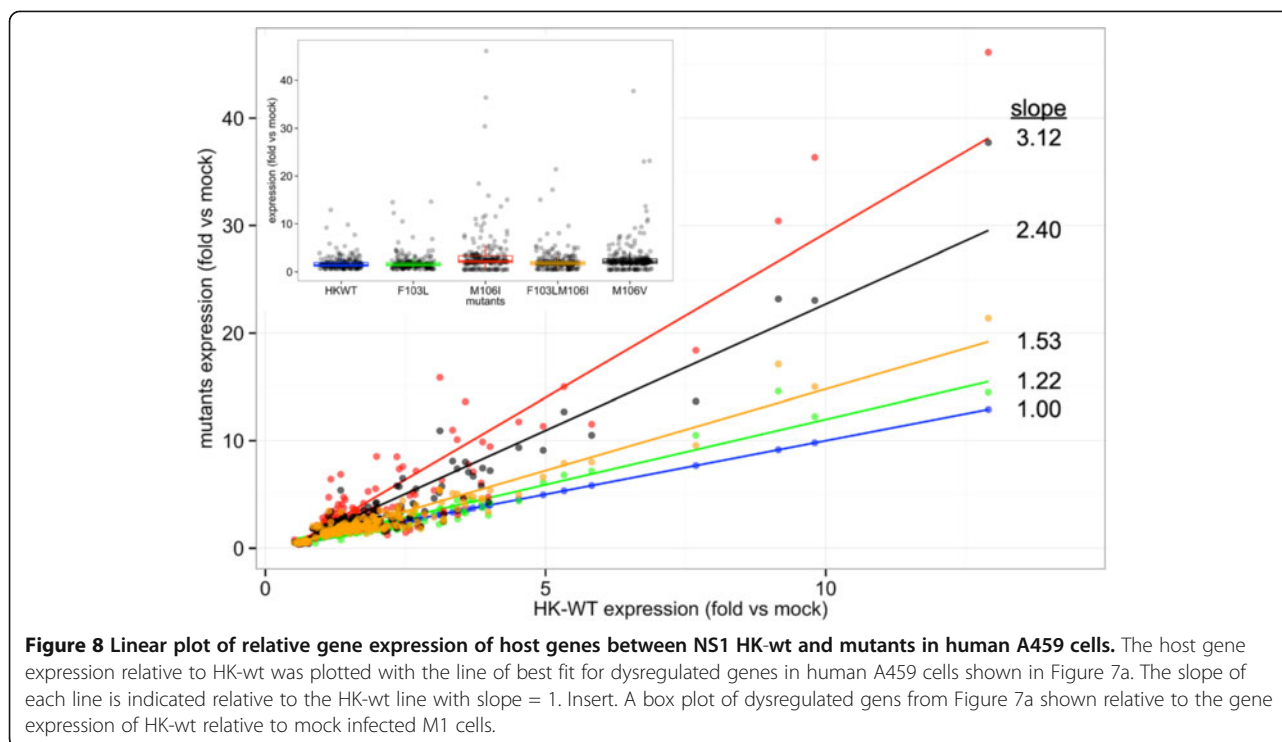 mutants expression (fold vs mock)
40
30
20
10
0
expression (fold vs mock)
40
30
20
10
0
HKWT
F103L
M106I
F103LM106I
M106V
mutants
slope
3.12
2.40
1.53
1.22
1.00
0
5
10
HK-WT expression (fold vs mock)
Figure 8 Linear plot of relative gene expression of host genes between NS1 HK-wt and mutants in human A459 cells. The host gene
expression relative to HK-wt was plotted with the line of best fit for dysregulated genes in human A459 cells shown in Figure 7a. The slope of
each line is indicated relative to the HK-wt line with slope = 1. Insert. A box plot of dysregulated gens from Figure 7a shown relative to the gene
expression of HK-wt relative to mock infected M1 cells.